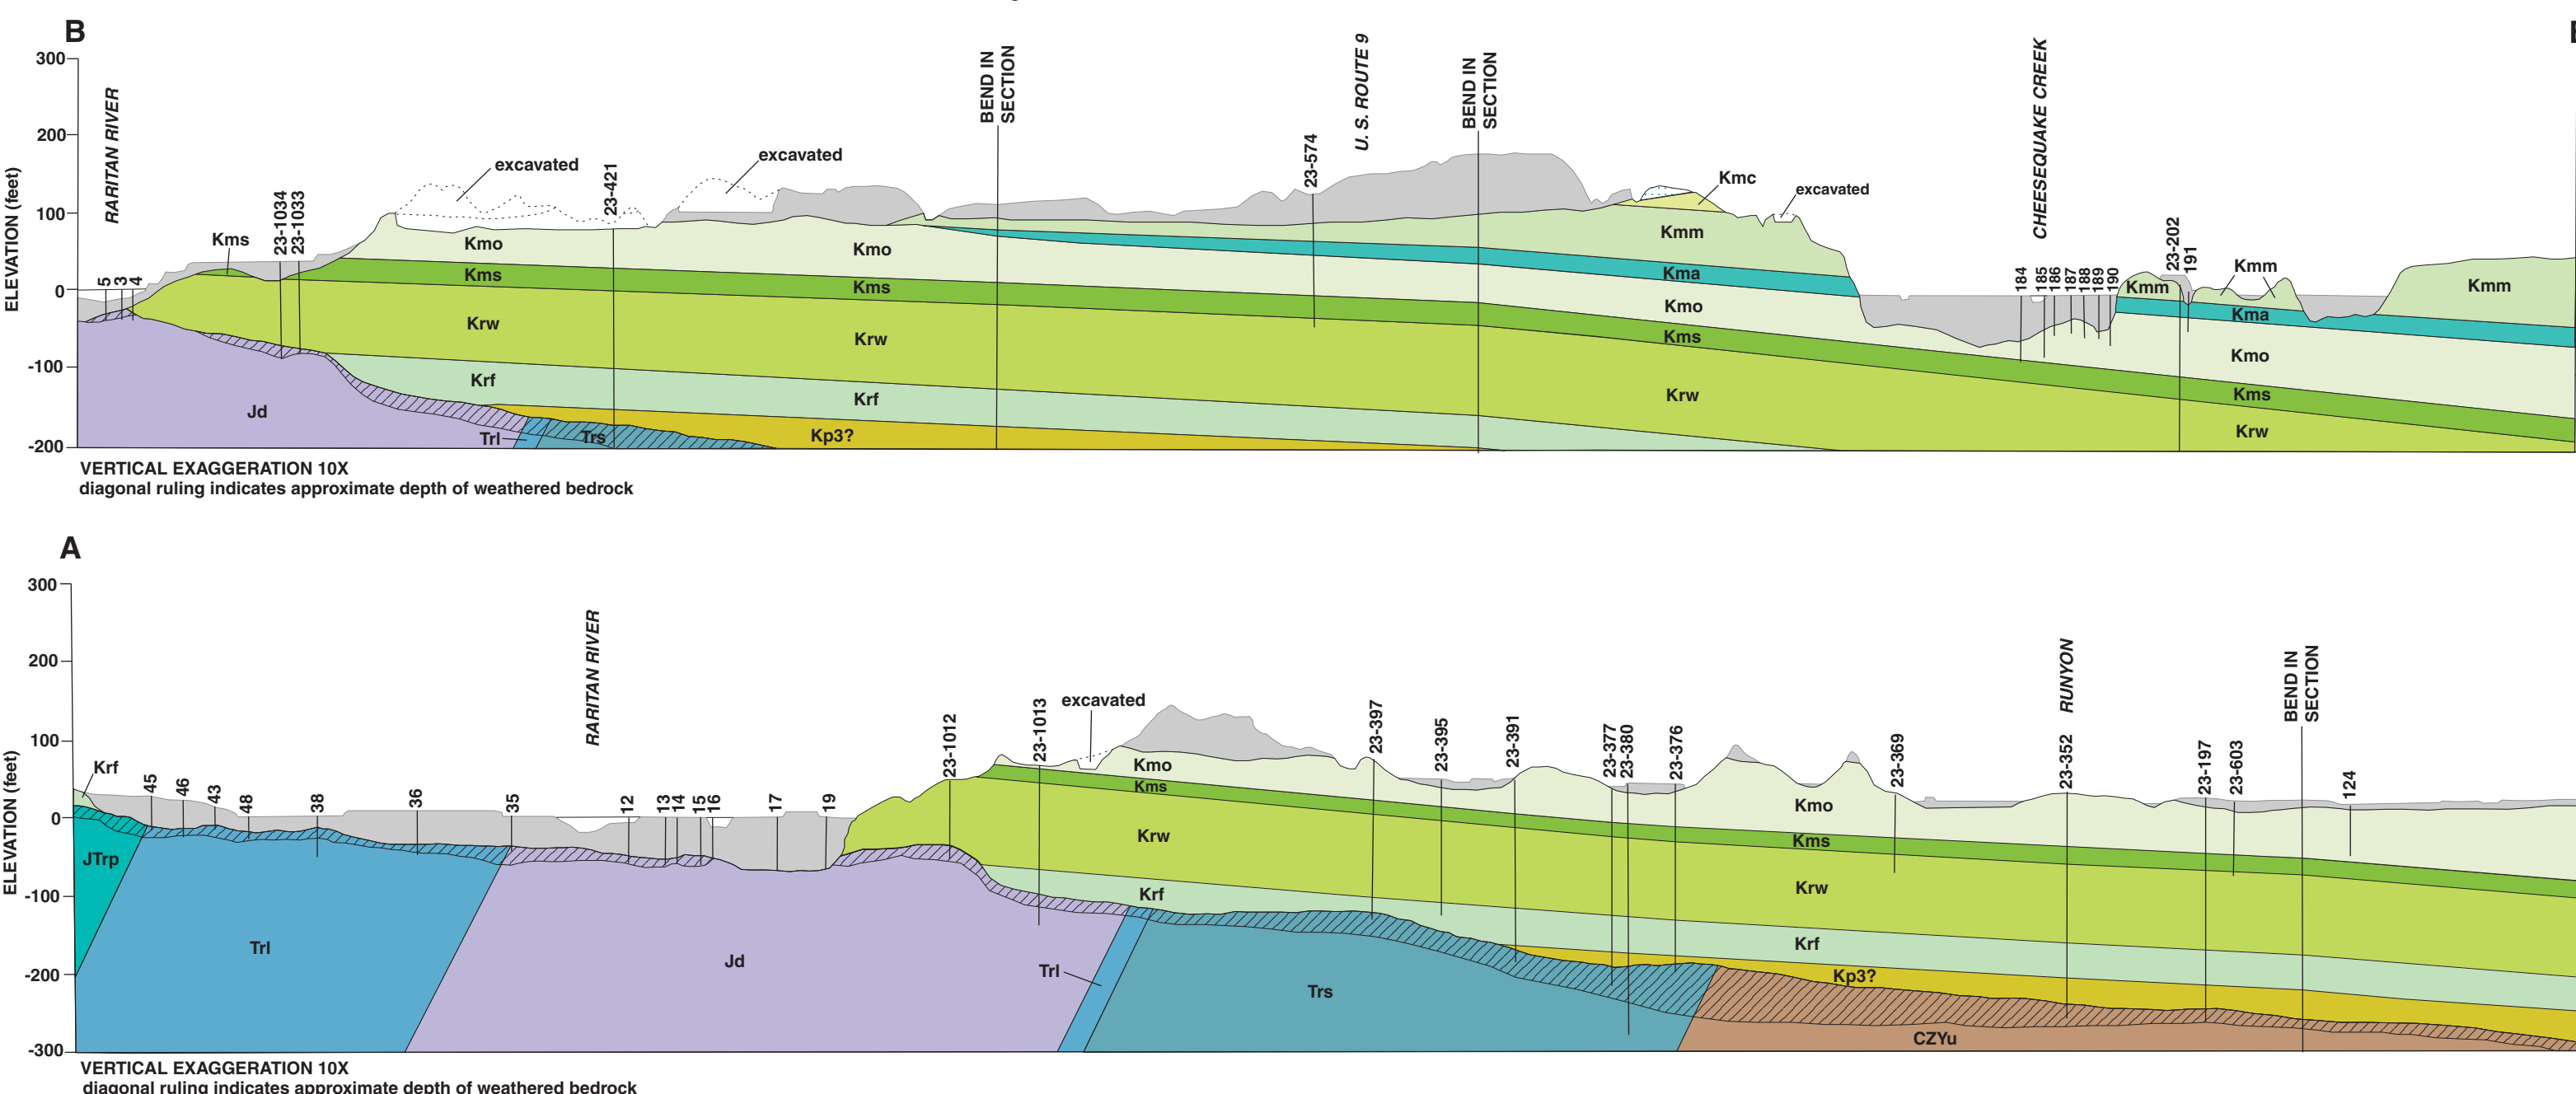 B
300
200
100
0
-100
-200
ELEVATION (feet)
RARITAN RIVER
5
3
4
Kms
23-1034
23-1033
excavated
23-421
excavated
BEND IN
SECTION
23-574
U. S. ROUTE 9
BEND IN
SECTION
Kmc
excavated
CHEESEQUAKE CREEK
184
185
186
187
188
189
190
23-202
191
Kmm
Kmo
Kmo
Kmm
Kmm
Kmm
Kms
Kms
Kma
Kma
Kmo
Kmo
Krw
Krw
Kms
Kms
Krf
Krf
Krw
Krw
Jd
Trl
Trs
Kp3?
VERTICAL EXAGGERATION 10X
diagonal ruling indicates approximate depth of weathered bedrock
A
300
200
100
0
-100
-200
-300
ELEVATION (feet)
Krf
45
46
43
48
38
36
35
RARITAN RIVER
12
13
14
15
16
17
19
23-1012
23-1013
excavated
23-397
23-395
23-391
23-377
23-380
23-376
23-369
RUNYON
23-352
23-197
23-603
BEND IN
SECTION
124
Kmo
Kmo
Kms
Kms
Krw
Krw
JTrp
Krf
Krf
Trl
Jd
Trl
Trs
Kp3?
CZYu
VERTICAL EXAGGERATION 10X
diagonal ruling indicates approximate depth of weathered bedrock